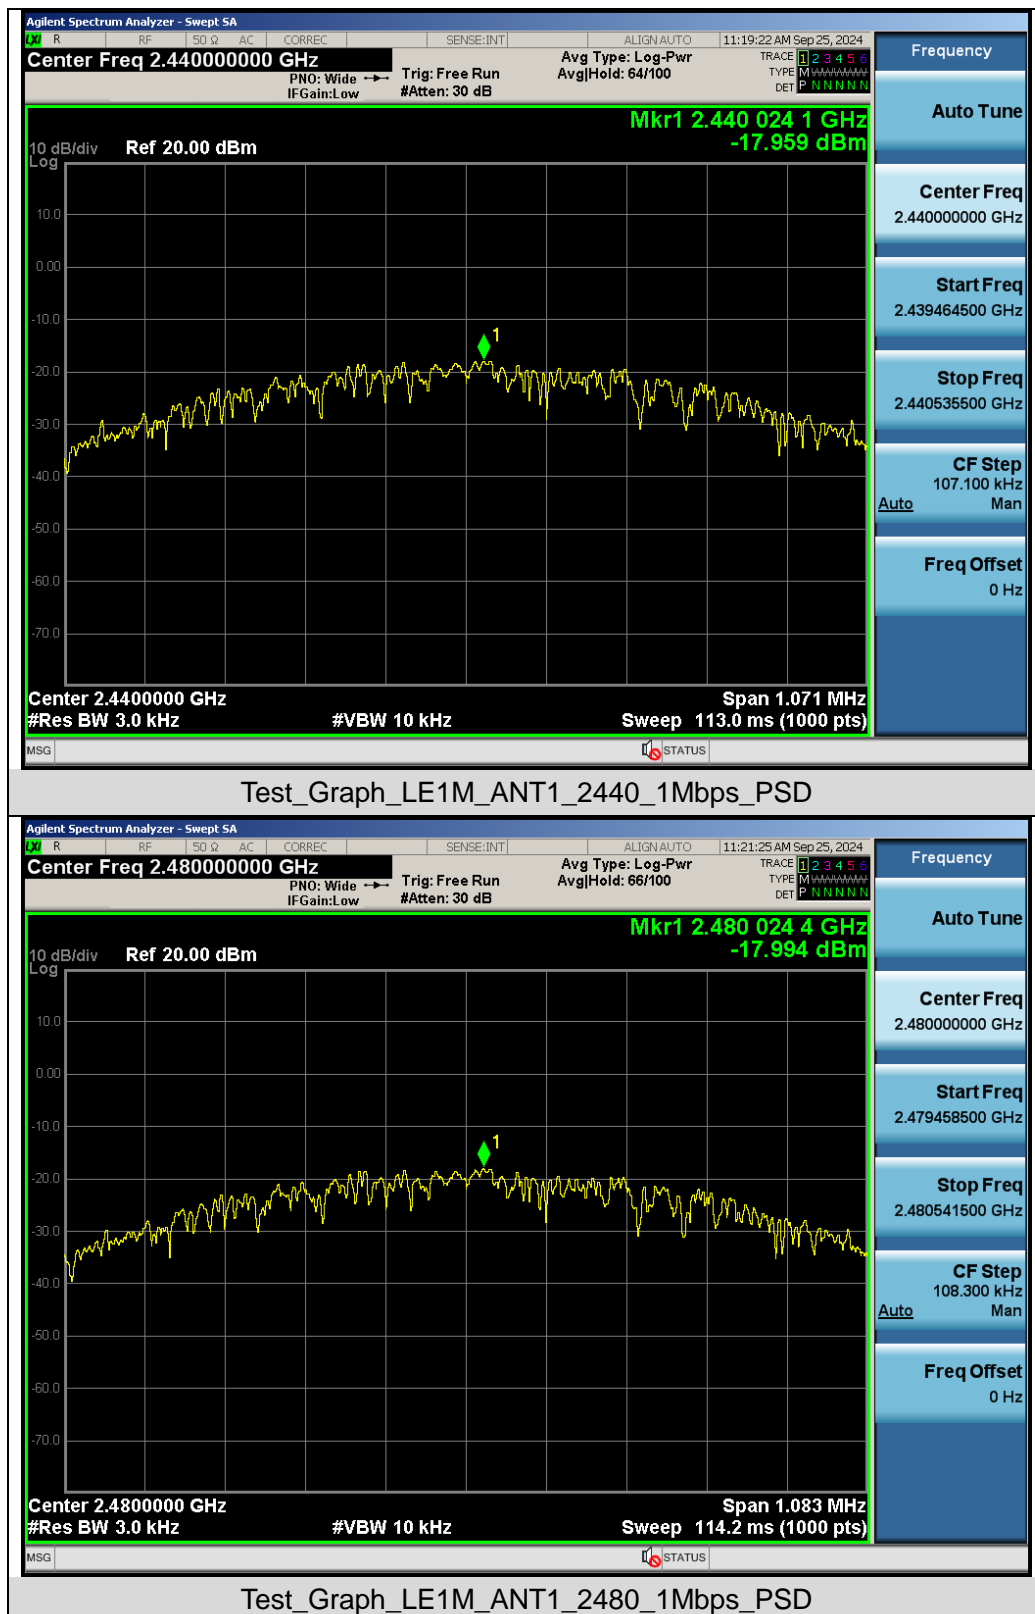 Agilent Spectrum Analyzer - Swept SA
LXI R RF 50 Ω AC CORREC SENSE:INT ALIGN AUTO 11:19:22 AM Sep 25, 2024
Center Freq 2.440000000 GHz
PNO: Wide
IFGain:Low
Trig: Free Run
#Atten: 30 dB
Avg Type: Log-Pwr
Avg|Hold: 64/100
TRACE 1 2 3 4 5 6
TYPE M WWWWW
DET P N N N N N
Mkr1 2.440 024 1 GHz
-17.959 dBm
10 dB/div Ref 20.00 dBm
Log
10.0
0.00
-10.0
-20.0
-30.0
-40.0
-50.0
-60.0
-70.0
1
Center 2.4400000 GHz Span 1.071 MHz
#Res BW 3.0 kHz #VBW 10 kHz Sweep 113.0 ms (1000 pts)
MSG STATUS
Frequency
Auto Tune
Center Freq
2.440000000 GHz
Start Freq
2.439464500 GHz
Stop Freq
2.440535500 GHz
CF Step
107.100 kHz
Auto Man
Freq Offset
0 Hz
Test_Graph_LE1M_ANT1_2440_1Mbps_PSD
Agilent Spectrum Analyzer - Swept SA
LXI R RF 50 Ω AC CORREC SENSE:INT ALIGN AUTO 11:21:25 AM Sep 25, 2024
Center Freq 2.480000000 GHz
PNO: Wide
IFGain:Low
Trig: Free Run
#Atten: 30 dB
Avg Type: Log-Pwr
Avg|Hold: 66/100
TRACE 1 2 3 4 5 6
TYPE M WWWWW
DET P N N N N N
Mkr1 2.480 024 4 GHz
-17.994 dBm
10 dB/div Ref 20.00 dBm
Log
10.0
0.00
-10.0
-20.0
-30.0
-40.0
-50.0
-60.0
-70.0
1
Center 2.4800000 GHz Span 1.083 MHz
#Res BW 3.0 kHz #VBW 10 kHz Sweep 114.2 ms (1000 pts)
MSG STATUS
Frequency
Auto Tune
Center Freq
2.480000000 GHz
Start Freq
2.479458500 GHz
Stop Freq
2.480541500 GHz
CF Step
108.300 kHz
Auto Man
Freq Offset
0 Hz
Test_Graph_LE1M_ANT1_2480_1Mbps_PSD